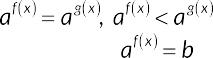 a^{f(x)} = a^{g(x)}, a^{f(x)} < a^{g(x)}
a^{f(x)} = b